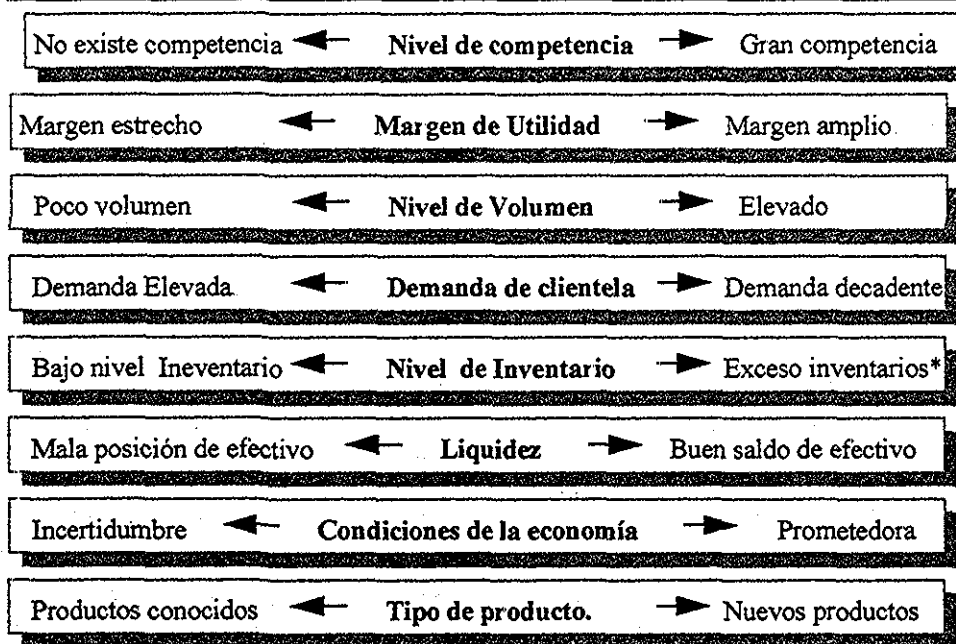 No existe competencia Nivel de competencia Gran competencia
Margen estrecho Margen de Utilidad Margen amplio
Poco volumen Nivel de Volumen Elevado
Demanda Elevada Demanda de clientela Demanda decadente
Bajo nivel Ineventario Nivel de Inventario Exceso inventarios*
Mala posición de efectivo Liquidez Buen saldo de efectivo
Incertidumbre Condiciones de la economía Prometedora
Productos conocidos Tipo de producto. Nuevos productos